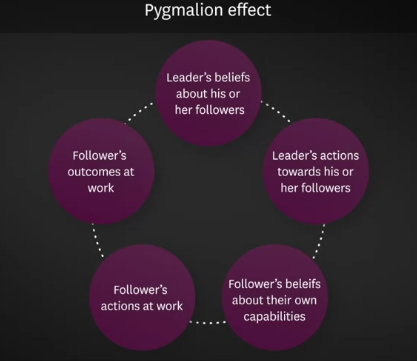 Pygmalion effect
Leader's beliefs
about his or
her followers
Leader's actions
towards his or
her followers
Follower's beleifs
about their own
capabilities
Follower's
actions at work
Follower's
outcomes at
work